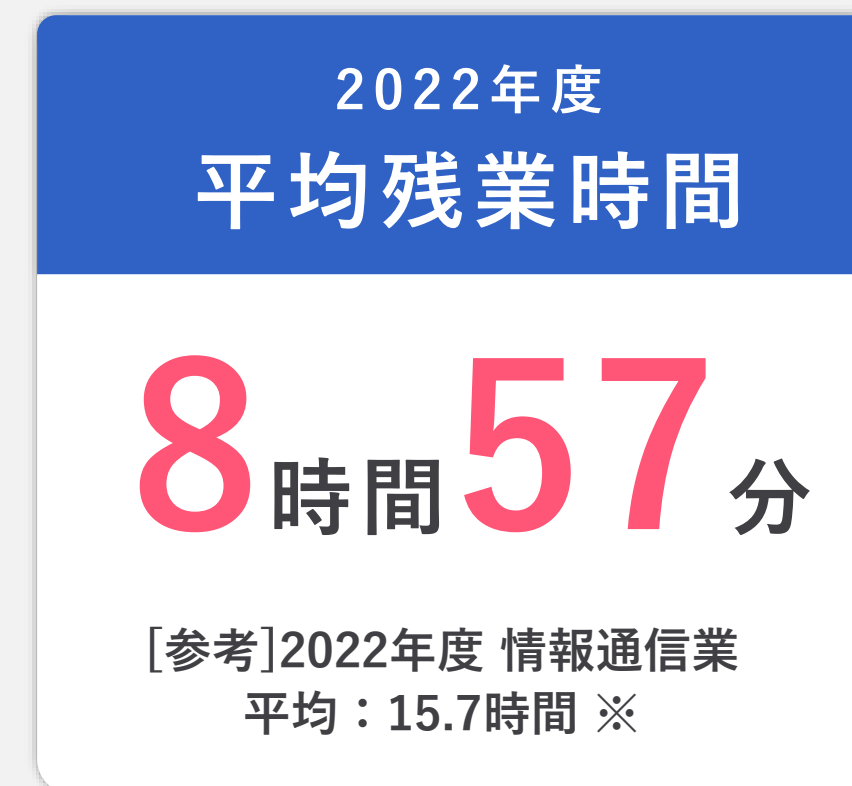 2022年度
平均残業時間
8時間57分
[参考]2022年度 情報通信業
平均：15.7時間 ※